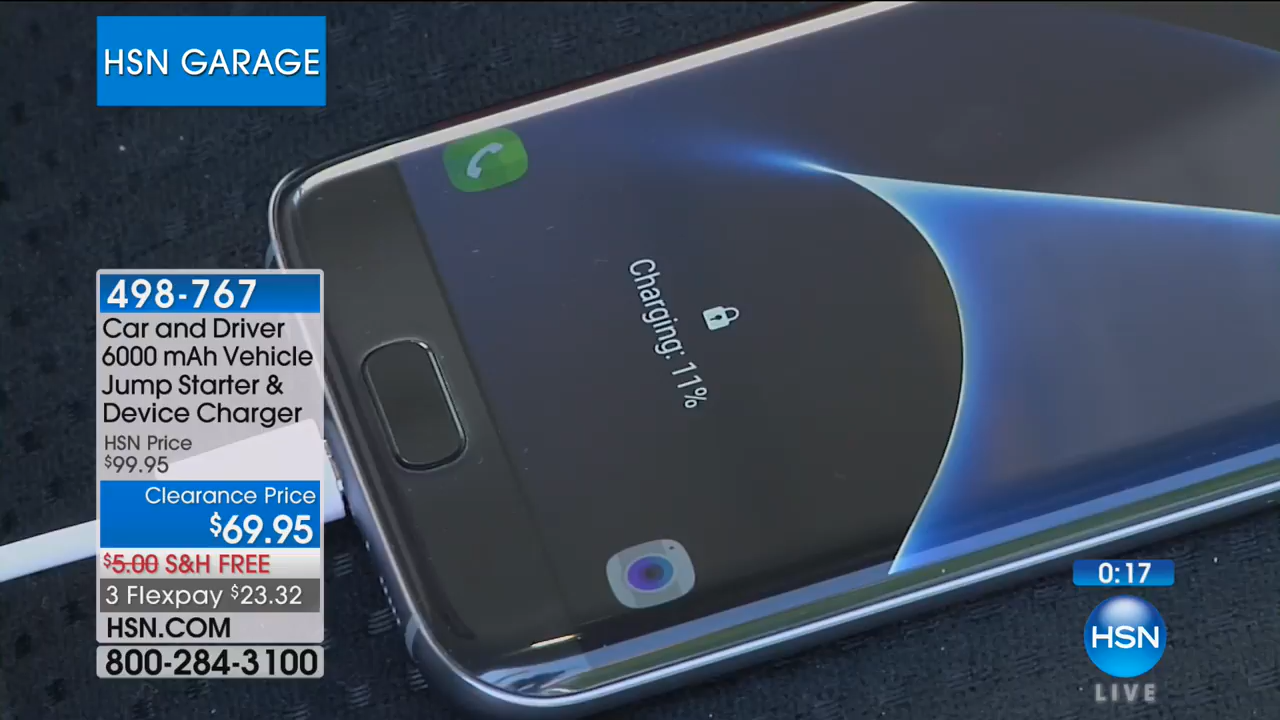 HSN GARAGE
Charging: 11%
498-767
Car and Driver
6000 mAh Vehicle
Jump Starter &
Device Charger
HSN Price
$99.95
Clearance Price
$69.95
$5.00 S&H FREE
3 Flexpay $23.32
HSN.COM
800-284-3100
0:17
HSN
LIVE